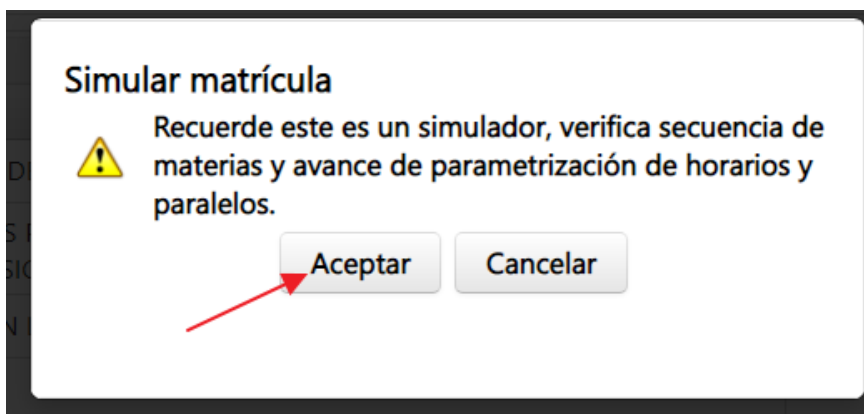 Simular matrícula
Recuerde este es un simulador, verifica secuencia de
materias y avance de parametrización de horarios y
paralelos.
Aceptar Cancelar